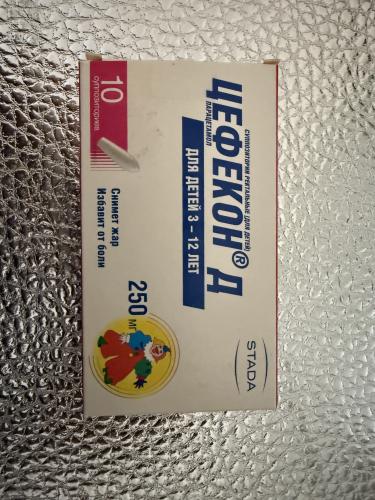 10
суппозиториев
СУППОЗИТОРИИ РЕКТАЛЬНЫЕ (ДЛЯ ДЕТЕЙ)
ЦЕФЕКОН® Д
ПАРАЦЕТАМОЛ
ДЛЯ ДЕТЕЙ 3 – 12 ЛЕТ
Снимет жар
Избавит от боли
250 мг
STADA